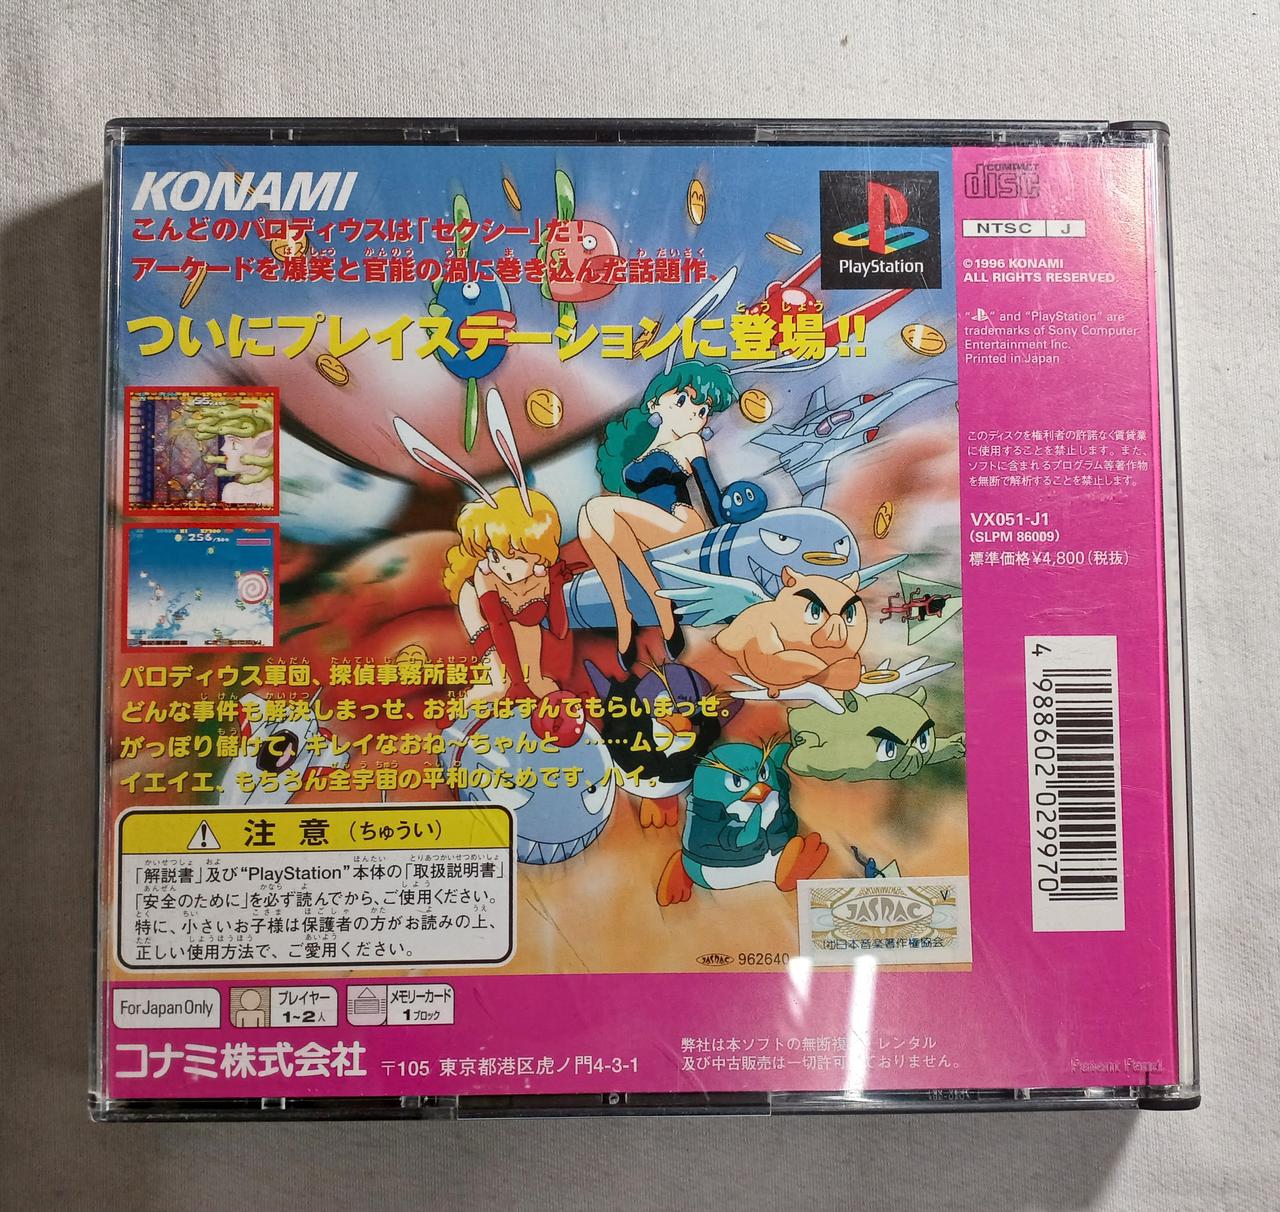 KONAMI
こんどのパロディウスは「セクシー」だ!
アーケードを爆笑と官能の渦に巻き込んだ話題作、
ついにプレイステーションに登場!!
PlayStation
COMPACT
disc
NTSC J
©1996 KONAMI
ALL RIGHTS RESERVED.
" " and "PlayStation" are
trademarks of Sony Computer
Entertainment Inc.
Printed in Japan
このディスクを権利者の許諾なく賃貸業
に使用することを禁止します。また、
ソフトに含まれるプログラム等著作物
を無断で解析することを禁止します。
VX051-J1
(SLPM 86009)
標準価格¥4,800(税抜)
4 988602 029970
256
パロディウス軍団、探偵事務所設立!!
どんな事件も解決しまっせ、お礼もはずんでもらいまっせ。
がっぽり儲けて、キレイなおね〜ちゃんと ……ムフフ
イエイエ、もちろん全宇宙の平和のためです、ハイ。
注意(ちゅうい)
「解説書」及び"PlayStation"本体の「取扱説明書」
「安全のために」を必ず読んでから、ご使用ください。
特に、小さいお子様は保護者の方がお読みの上、
正しい使用方法で、ご愛用ください。
JASRAC
V
㈳日本音楽著作権協会
962640
For Japan Only
プレイヤー
1~2人
メモリーカード
1ブロック
コナミ株式会社 〒105 東京都港区虎ノ門4-3-1
弊社は本ソフトの無断複 レンタル
及び中古販売は一切許可 ておりません。
Patent Pend.